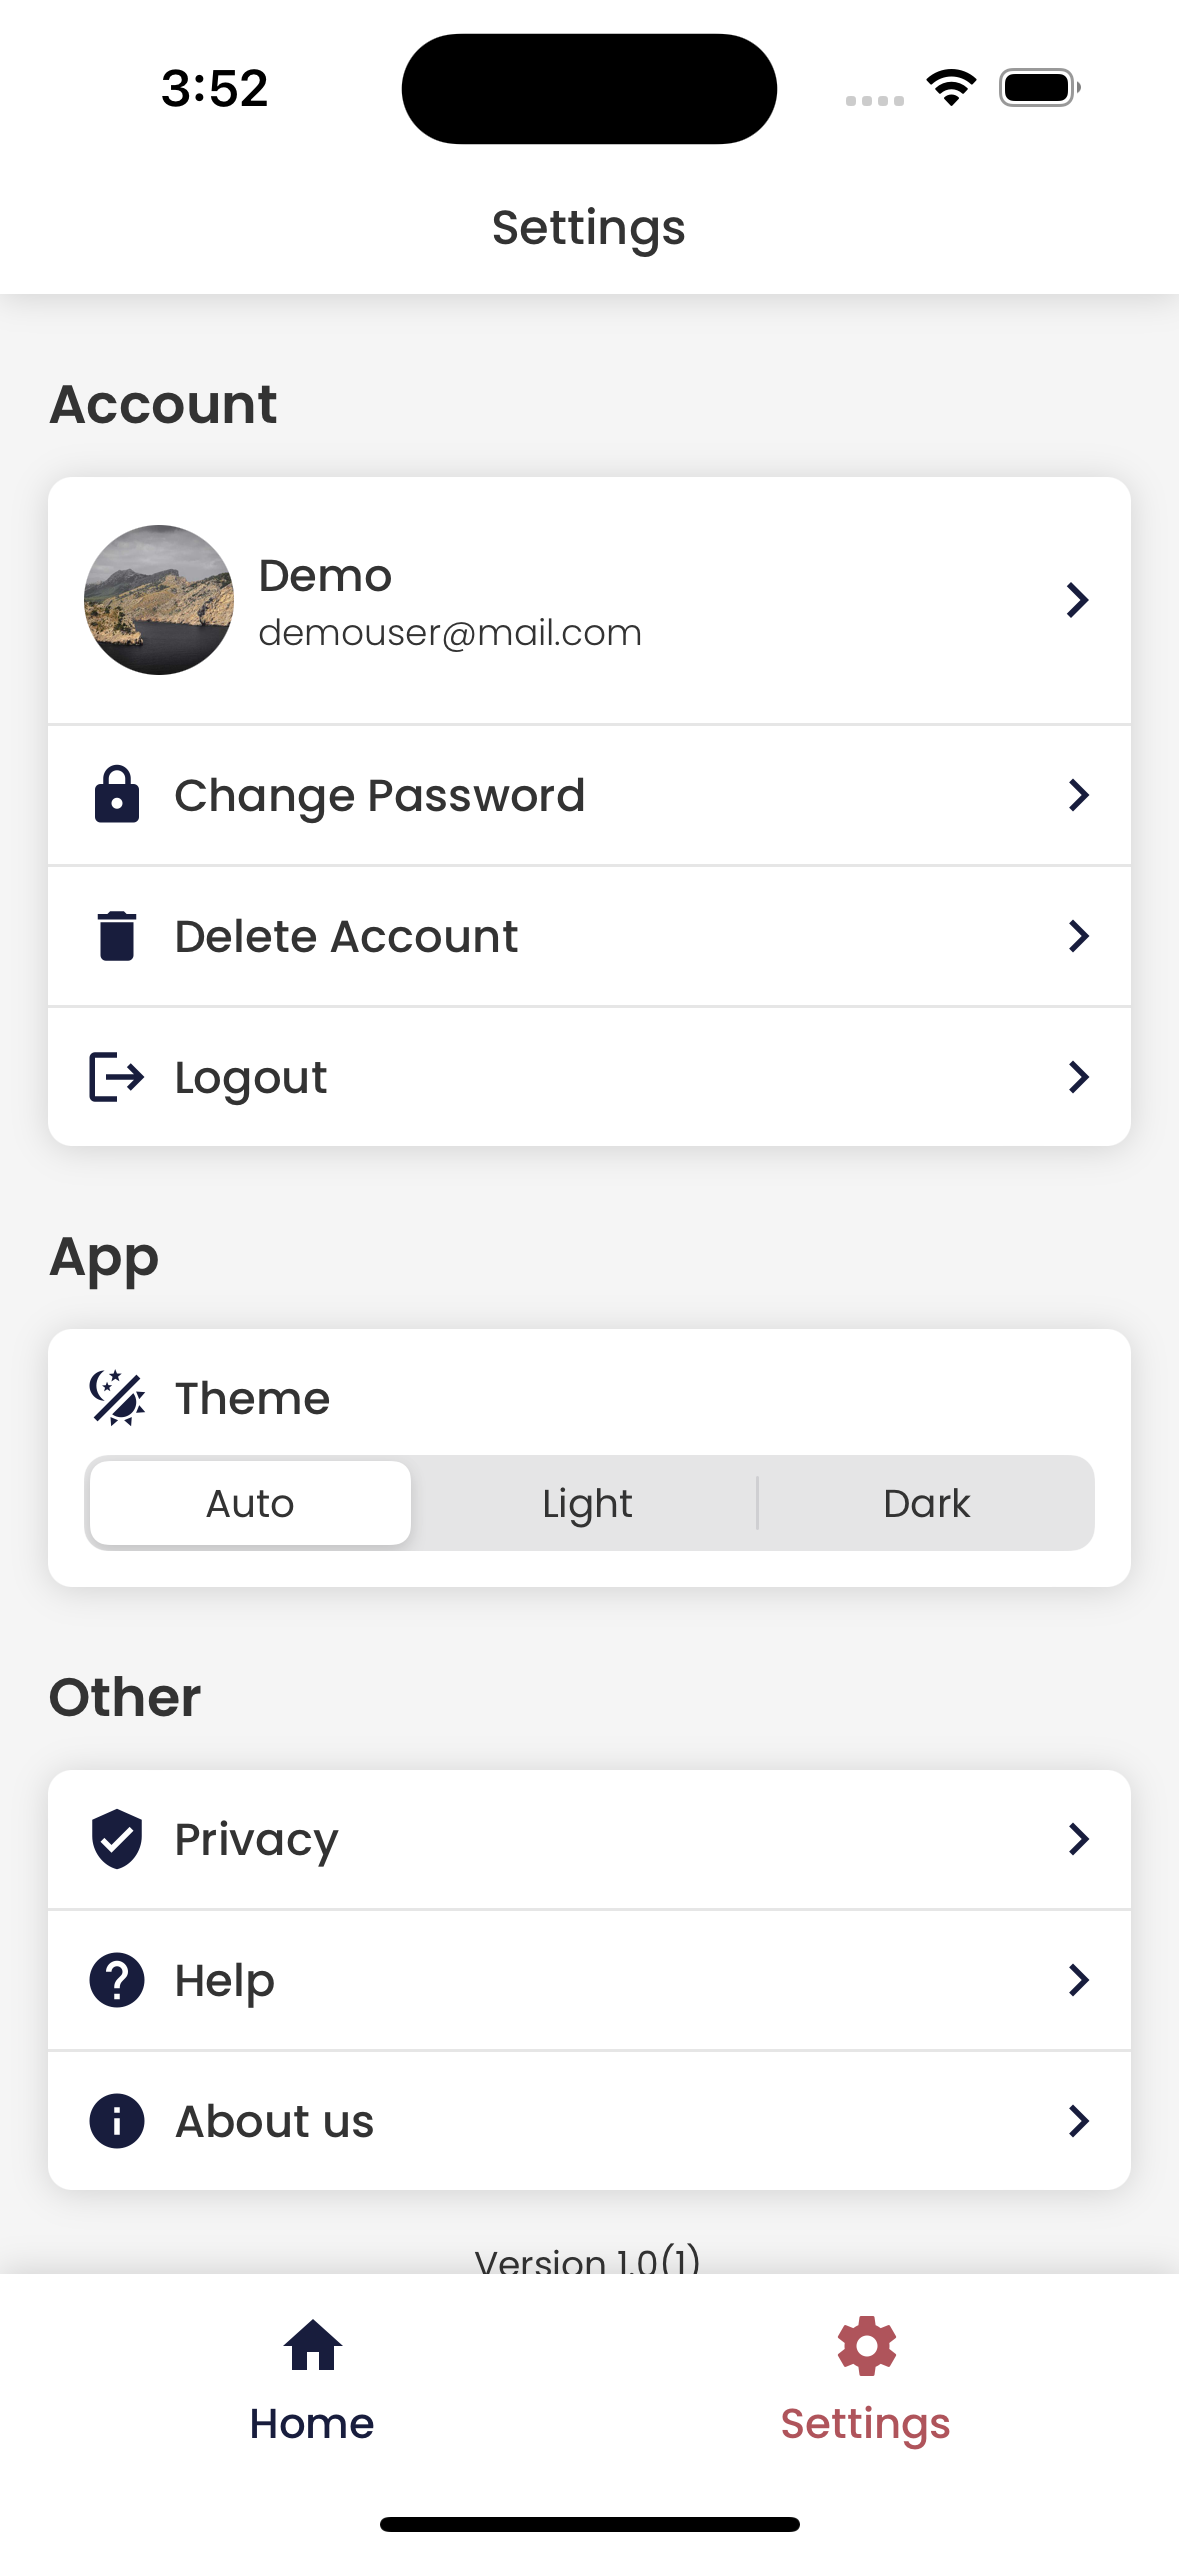 3:52
Settings
Account
Demo
demouser@mail.com
Change Password
Delete Account
Logout
App
Theme
Auto Light Dark
Other
Privacy
Help
About us
Version 1.0(1)
Home Settings